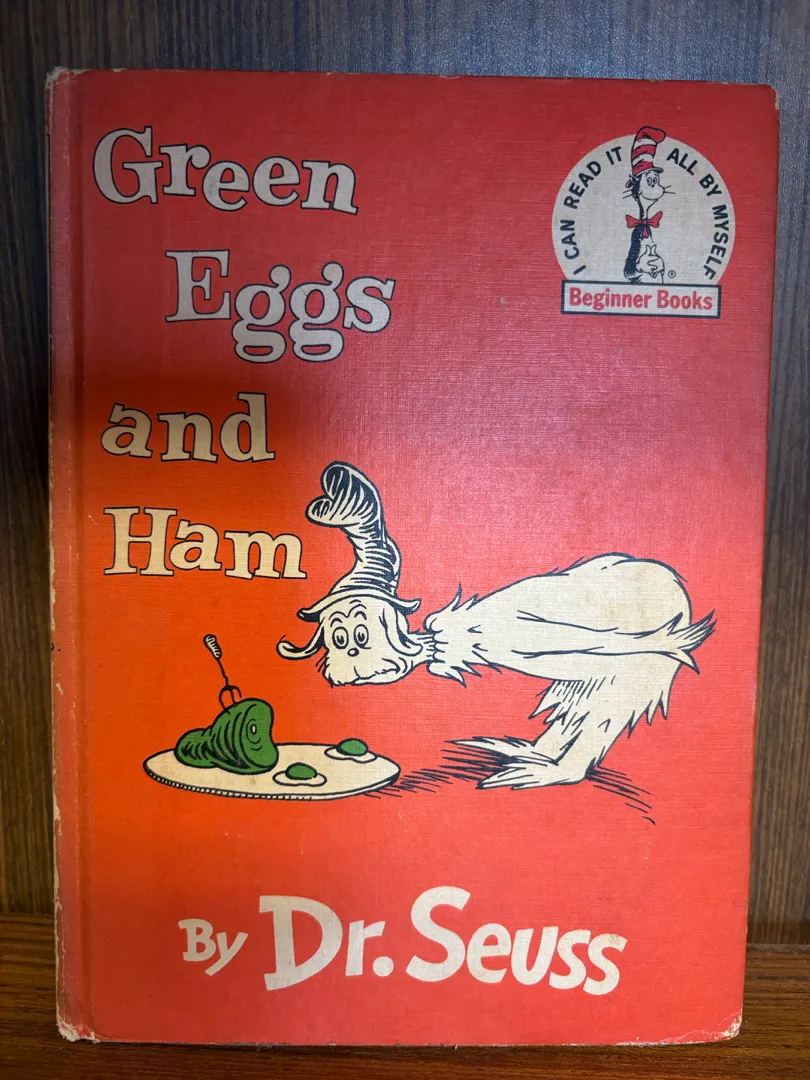 Green
Eggs
and
Ham
I CAN READ IT ALL BY MYSELF
®
Beginner Books
By Dr. Seuss